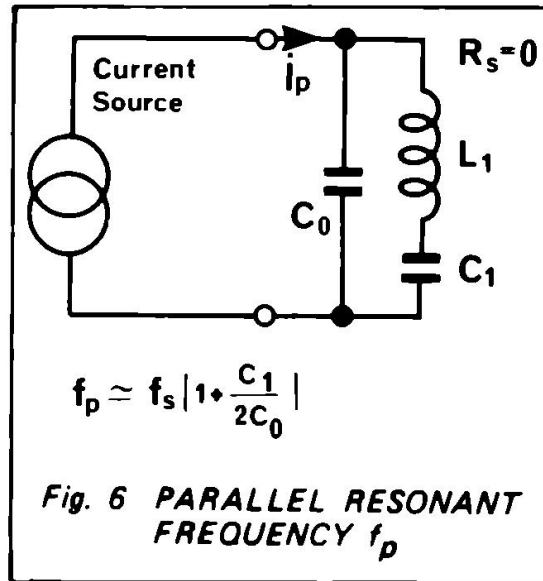 Current
Source
i_p
R_s=0
L_1
C_0
C_1
f_p ≃ f_s |1+ C_1/2C_0|
Fig. 6 PARALLEL RESONANT
FREQUENCY f_p